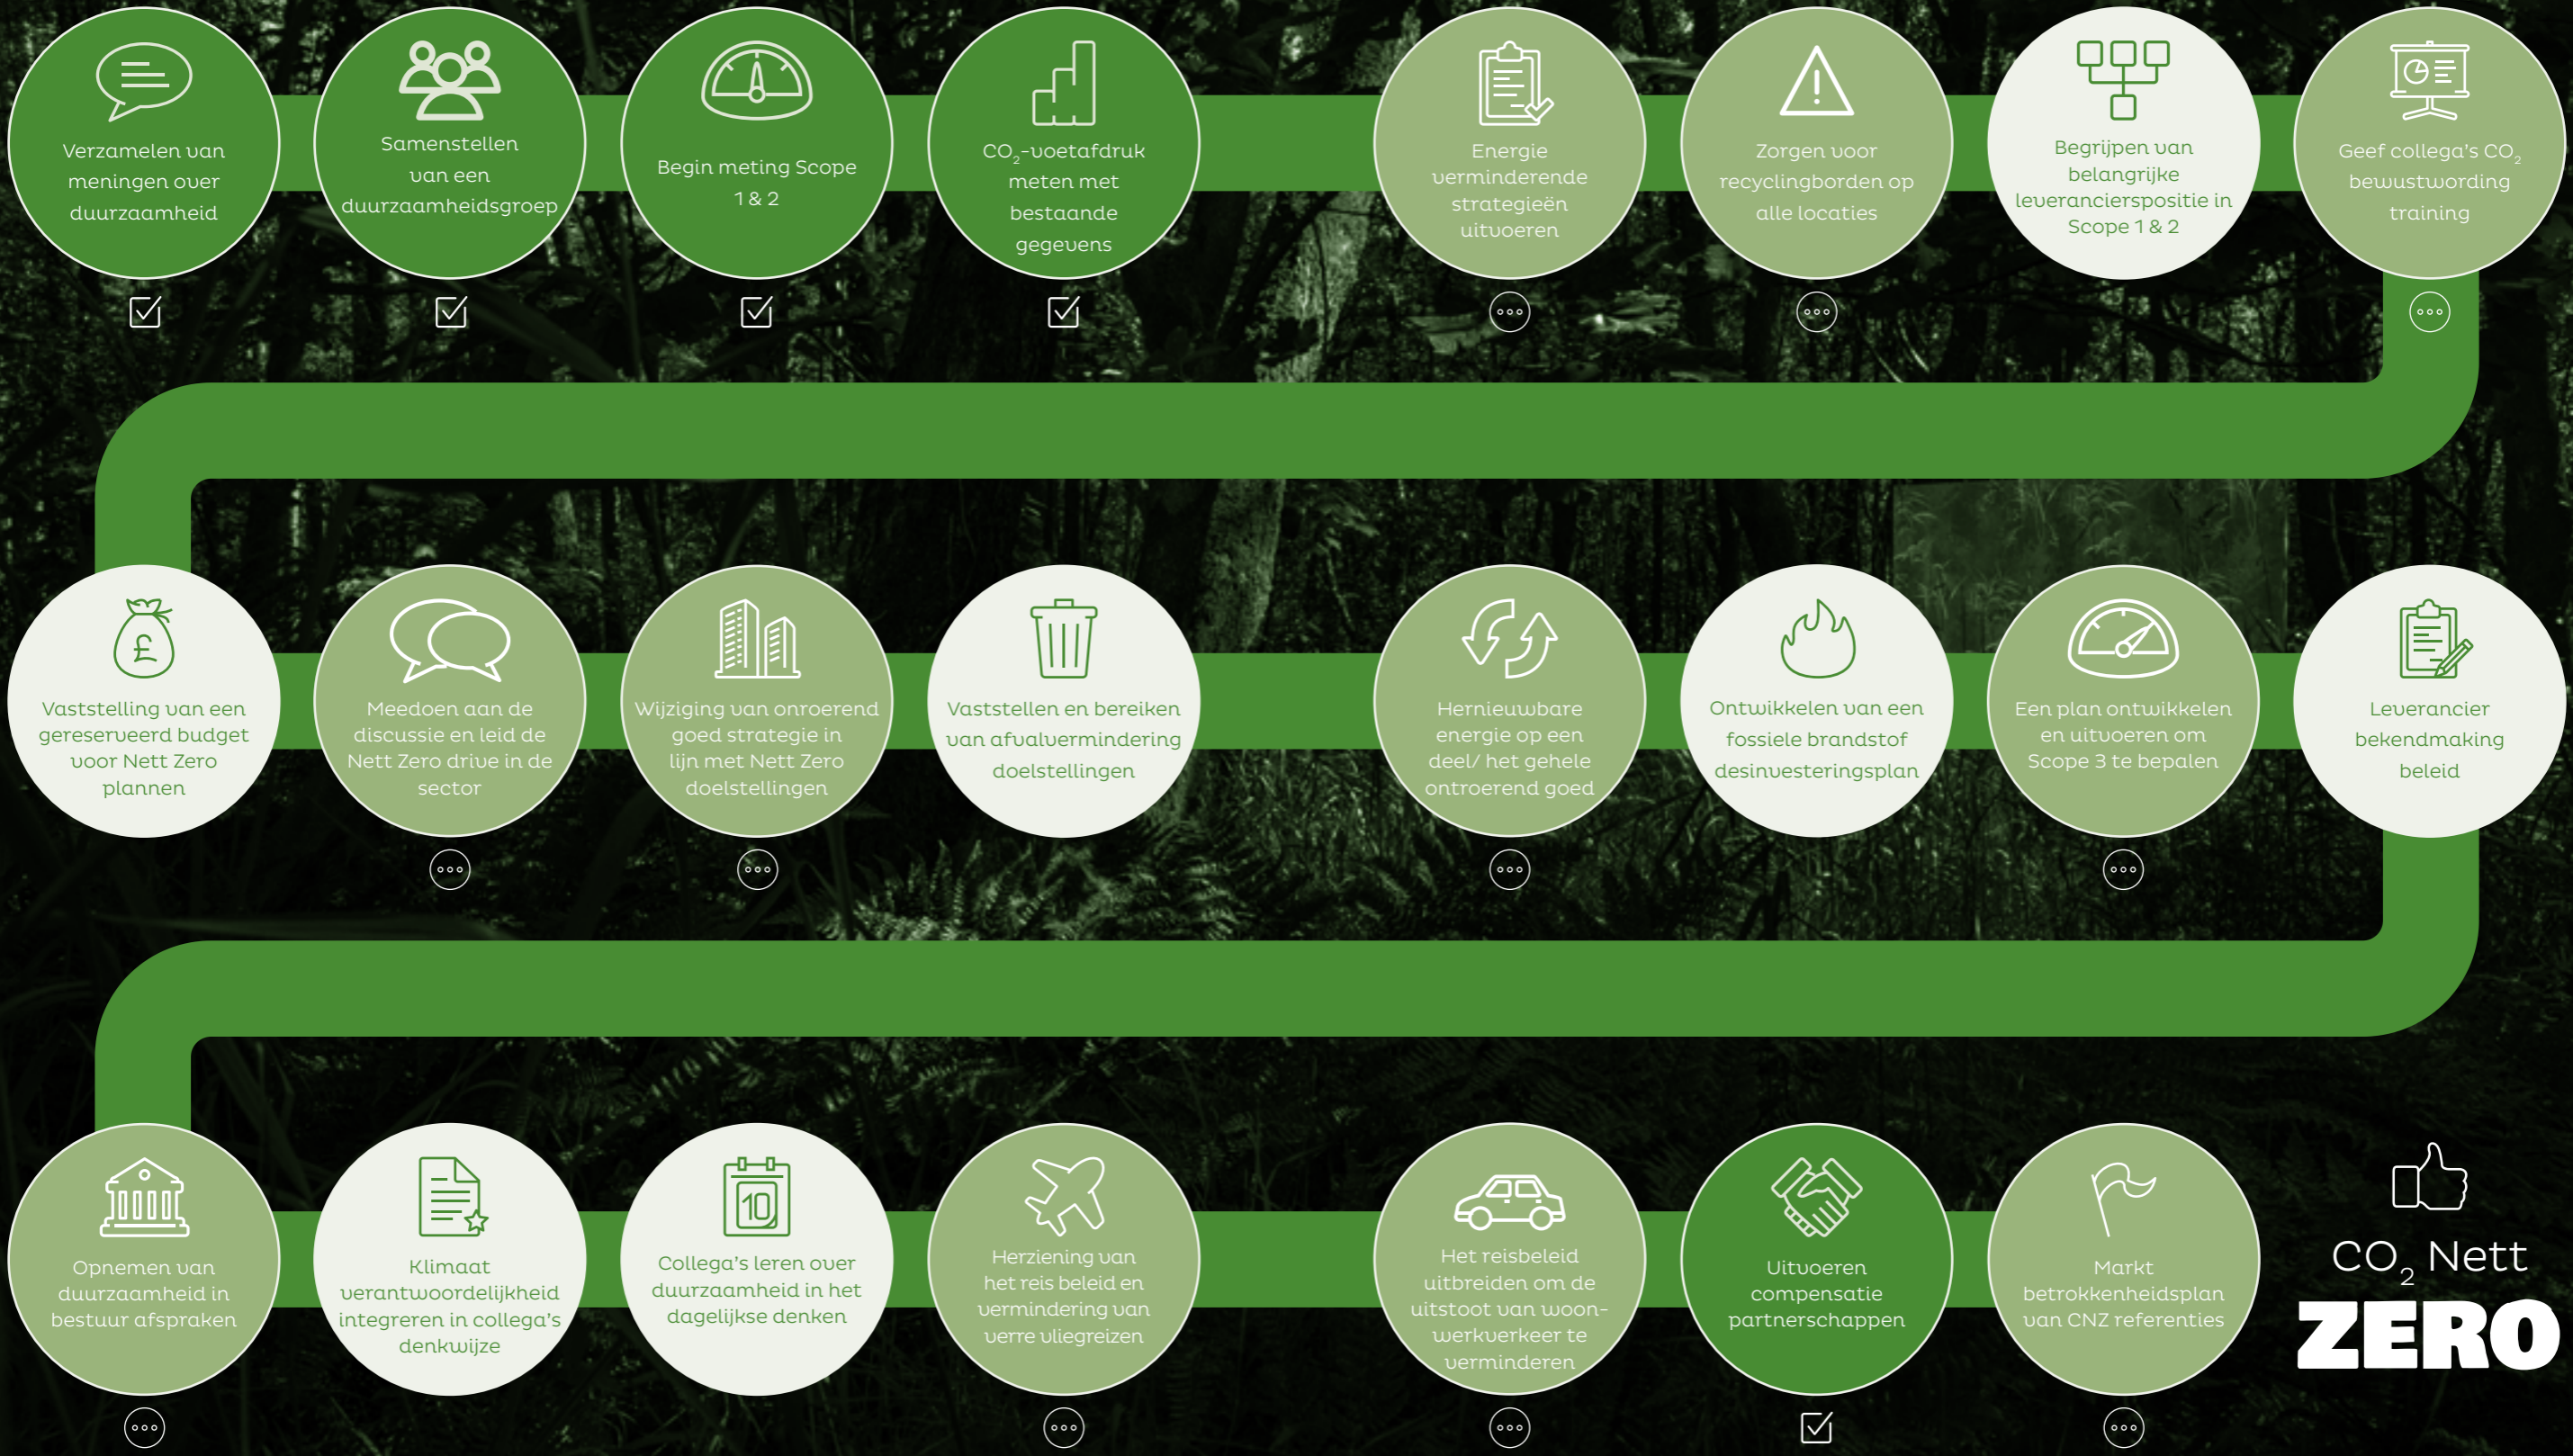 Verzamelen van
meningen over
duurzaamheid
Samenstellen
van een
duurzaamheidsgroep
Begin meting Scope
1 & 2
CO₂-voetafdruk
meten met
bestaande
gegevens
Energie
verminderende
strategieën
uitvoeren
Zorgen voor
recyclingborden op
alle locaties
Begrijpen van
belangrijke
leverancierspositie in
Scope 1 & 2
Geef collega's CO₂
bewustwording
training
£
Vaststelling van een
gereserveerd budget
voor Nett Zero
plannen
Meedoen aan de
discussie en leid de
Nett Zero drive in de
sector
Wijziging van onroerend
goed strategie in
lijn met Nett Zero
doelstellingen
Vaststellen en bereiken
van afvalvermindering
doelstellingen
Hernieuwbare
energie op een
deel/ het gehele
ontroerend goed
Ontwikkelen van een
fossiele brandstof
desinvesteringsplan
Een plan ontwikkelen
en uitvoeren om
Scope 3 te bepalen
Leverancier
bekendmaking
beleid
Opnemen van
duurzaamheid in
bestuur afspraken
Klimaat
verantwoordelijkheid
integreren in collega's
denkwijze
10
Collega's leren over
duurzaamheid in het
dagelijkse denken
Herziening van
het reis beleid en
vermindering van
verre vliegreizen
Het reisbeleid
uitbreiden om de
uitstoot van woon-
werkverkeer te
verminderen
Uitvoeren
compensatie
partnerschappen
Markt
betrokkenheidsplan
van CNZ referenties
CO₂ Nett
ZERO